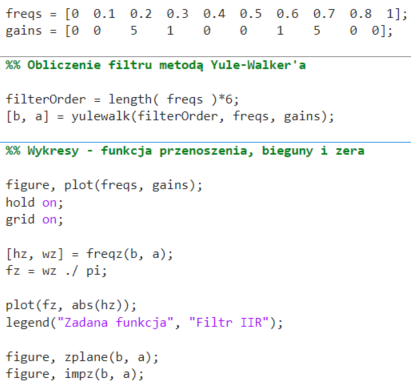 freqs = [0 0.1 0.2 0.3 0.4 0.5 0.6 0.7 0.8 1];
gains = [0 0 5 1 0 0 1 5 0 0];
%% Obliczenie filtru metodą Yule-Walker'a
filterOrder = length( freqs )*6;
[b, a] = yulewalk(filterOrder, freqs, gains);
%% Wykresy - funkcja przenoszenia, bieguny i zera
figure, plot(freqs, gains);
hold on;
grid on;
[hz, wz] = freqz(b, a);
fz = wz ./ pi;
plot(fz, abs(hz));
legend("Zadana funkcja", "Filtr IIR");
figure, zplane(b, a);
figure, impz(b, a);